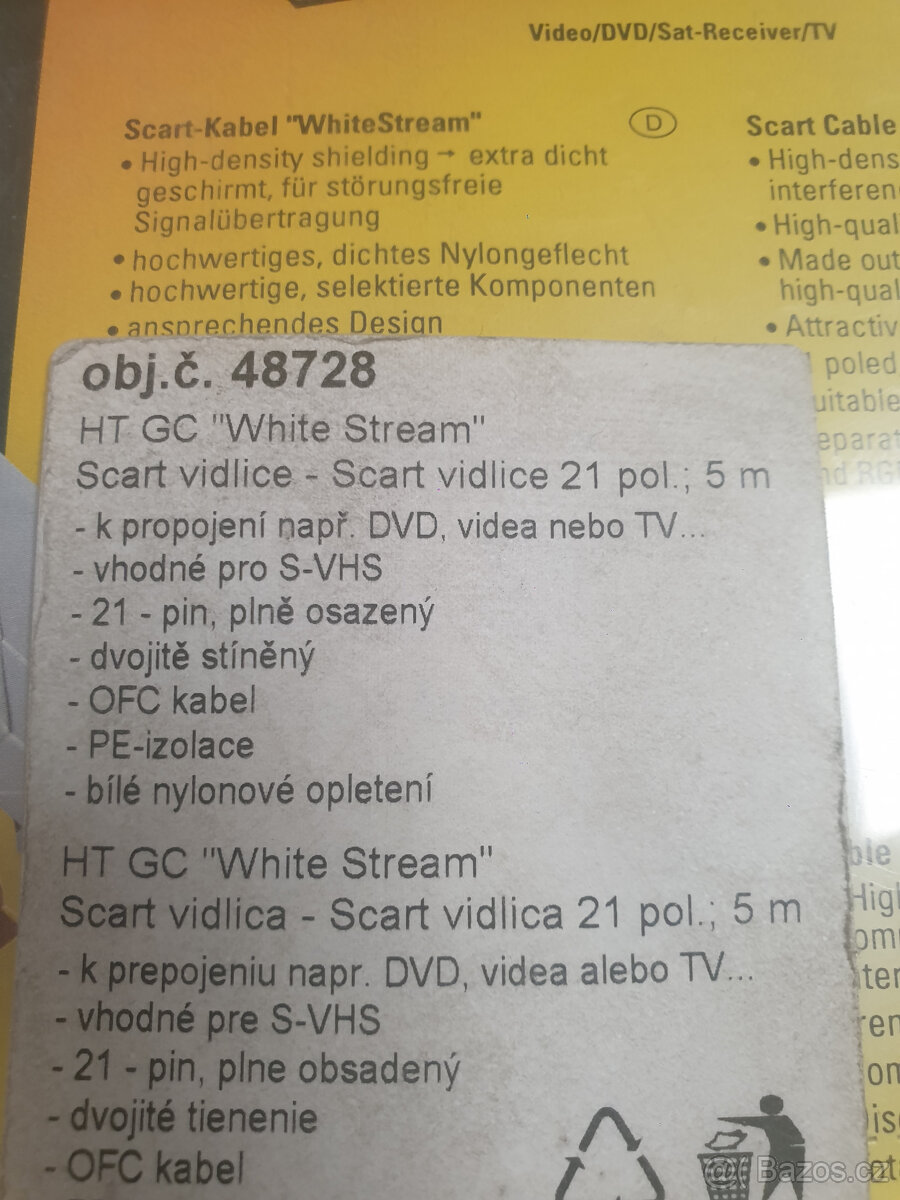 Video/DVD/Sat-Receiver/TV
Scart-Kabel "WhiteStream"
D
• High-density shielding → extra dicht
geschirmt, für störungsfreie
Signalübertragung
• hochwertiges, dichtes Nylongeflecht
• hochwertige, selektierte Komponenten
• ansprechendes Design
Scart Cable
• High-dens
interferen
• High-qual
• Made out
high-qual
• Attractiv
poled
uitable
eparat
nd RG
obj.č. 48728
HT GC "White Stream"
Scart vidlice - Scart vidlice 21 pol.; 5 m
- k propojení např. DVD, videa nebo TV...
- vhodné pro S-VHS
- 21 - pin, plně osazený
- dvojitě stíněný
- OFC kabel
- PE-izolace
- bílé nylonové opletení
HT GC "White Stream"
Scart vidlica - Scart vidlica 21 pol.; 5 m
- k prepojeniu napr. DVD, videa alebo TV...
- vhodné pre S-VHS
- 21 - pin, plne obsadený
- dvojité tienenie
- OFC kabel
Bazos.cz